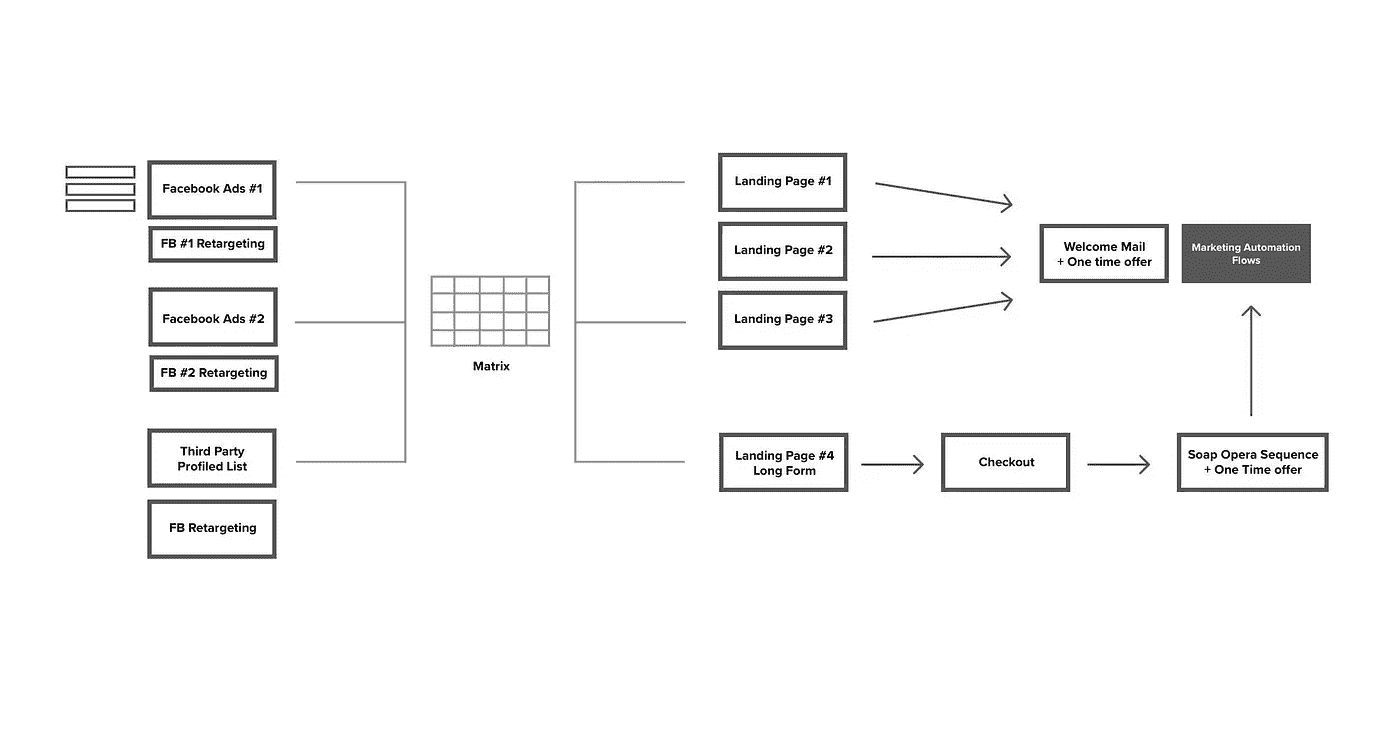 Facebook Ads #1
FB #1 Retargeting
Facebook Ads #2
FB #2 Retargeting
Third Party
Profiled List
FB Retargeting
Matrix
Landing Page #1
Landing Page #2
Landing Page #3
Landing Page #4
Long Form
Checkout
Welcome Mail
+ One time offer
Marketing Automation
Flows
Soap Opera Sequence
+ One Time offer